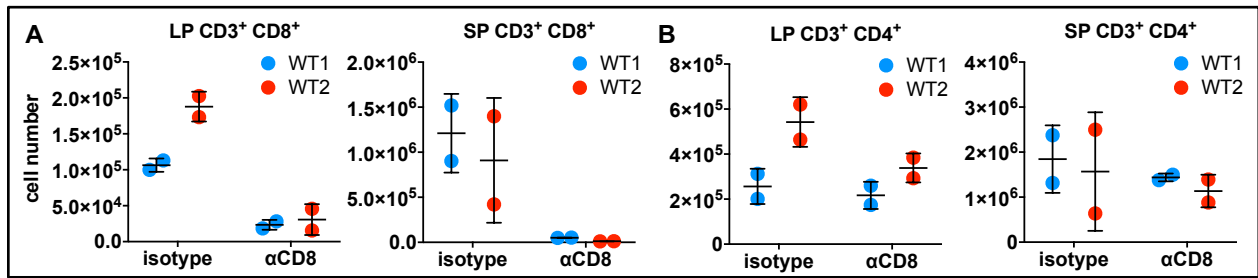 A
LP CD3⁺ CD8⁺
cell number
2.5×10⁵
2.0×10⁵
1.5×10⁵
1.0×10⁵
5.0×10⁴
0.0
WT1
WT2
isotype
αCD8
SP CD3⁺ CD8⁺
2.0×10⁶
1.5×10⁶
1.0×10⁶
5.0×10⁵
0.0
WT1
WT2
isotype
αCD8
B
LP CD3⁺ CD4⁺
8×10⁵
6×10⁵
4×10⁵
2×10⁵
0
WT1
WT2
isotype
αCD8
SP CD3⁺ CD4⁺
4×10⁶
3×10⁶
2×10⁶
1×10⁶
0
WT1
WT2
isotype
αCD8